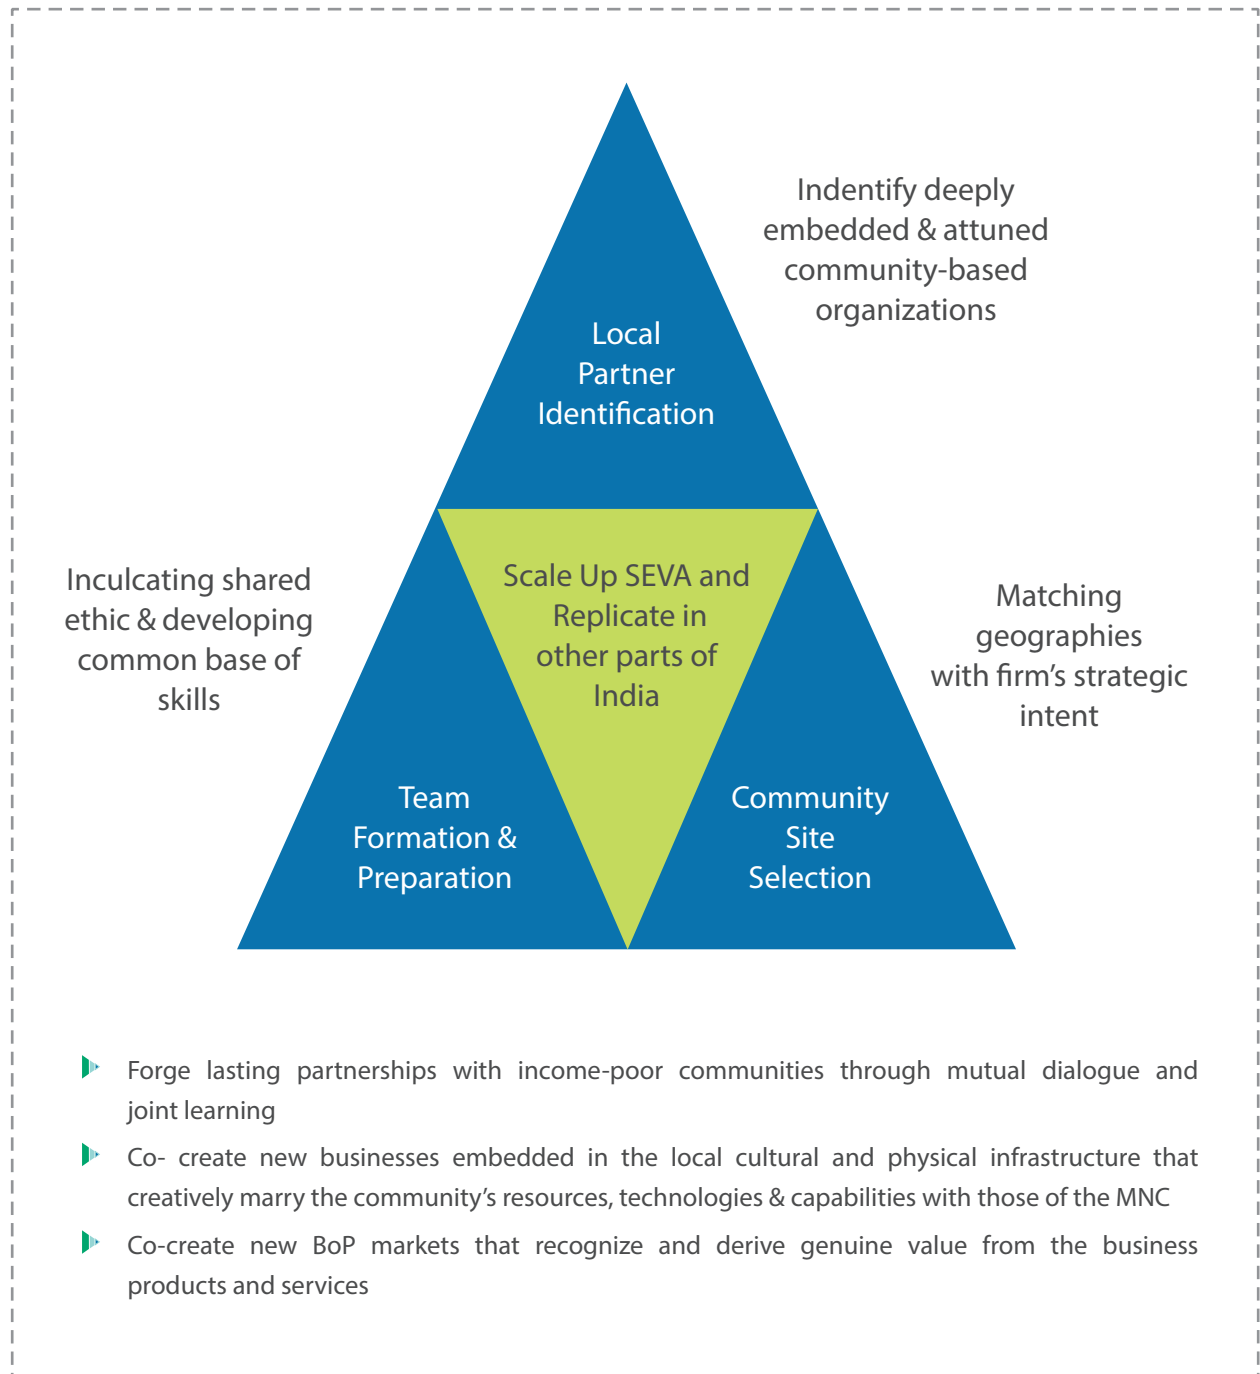 Indentify deeply
embedded & attuned
community-based
organizations
Local
Partner
Identification
Inculcating shared
ethic & developing
common base of
skills
Scale Up SEVA and
Replicate in
other parts of
India
Matching
geographies
with firm’s strategic
intent
Team
Formation &
Preparation
Community
Site
Selection
Forge lasting partnerships with income-poor communities through mutual dialogue and
joint learning
Co- create new businesses embedded in the local cultural and physical infrastructure that
creatively marry the community’s resources, technologies & capabilities with those of the MNC
Co-create new BoP markets that recognize and derive genuine value from the business
products and services